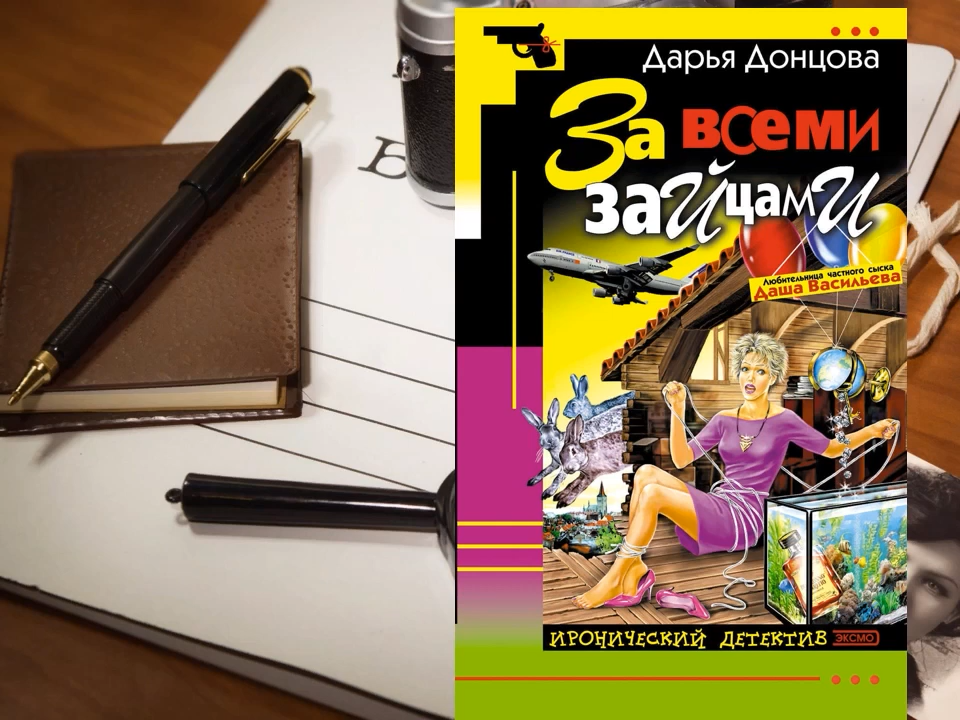 Дарья Донцова
За всеми
зайцами
Любительница частного сыска
Даша Васильева
ИРОНИЧЕСКИЙ ДЕТЕКТИВ ЭКСМО
Б